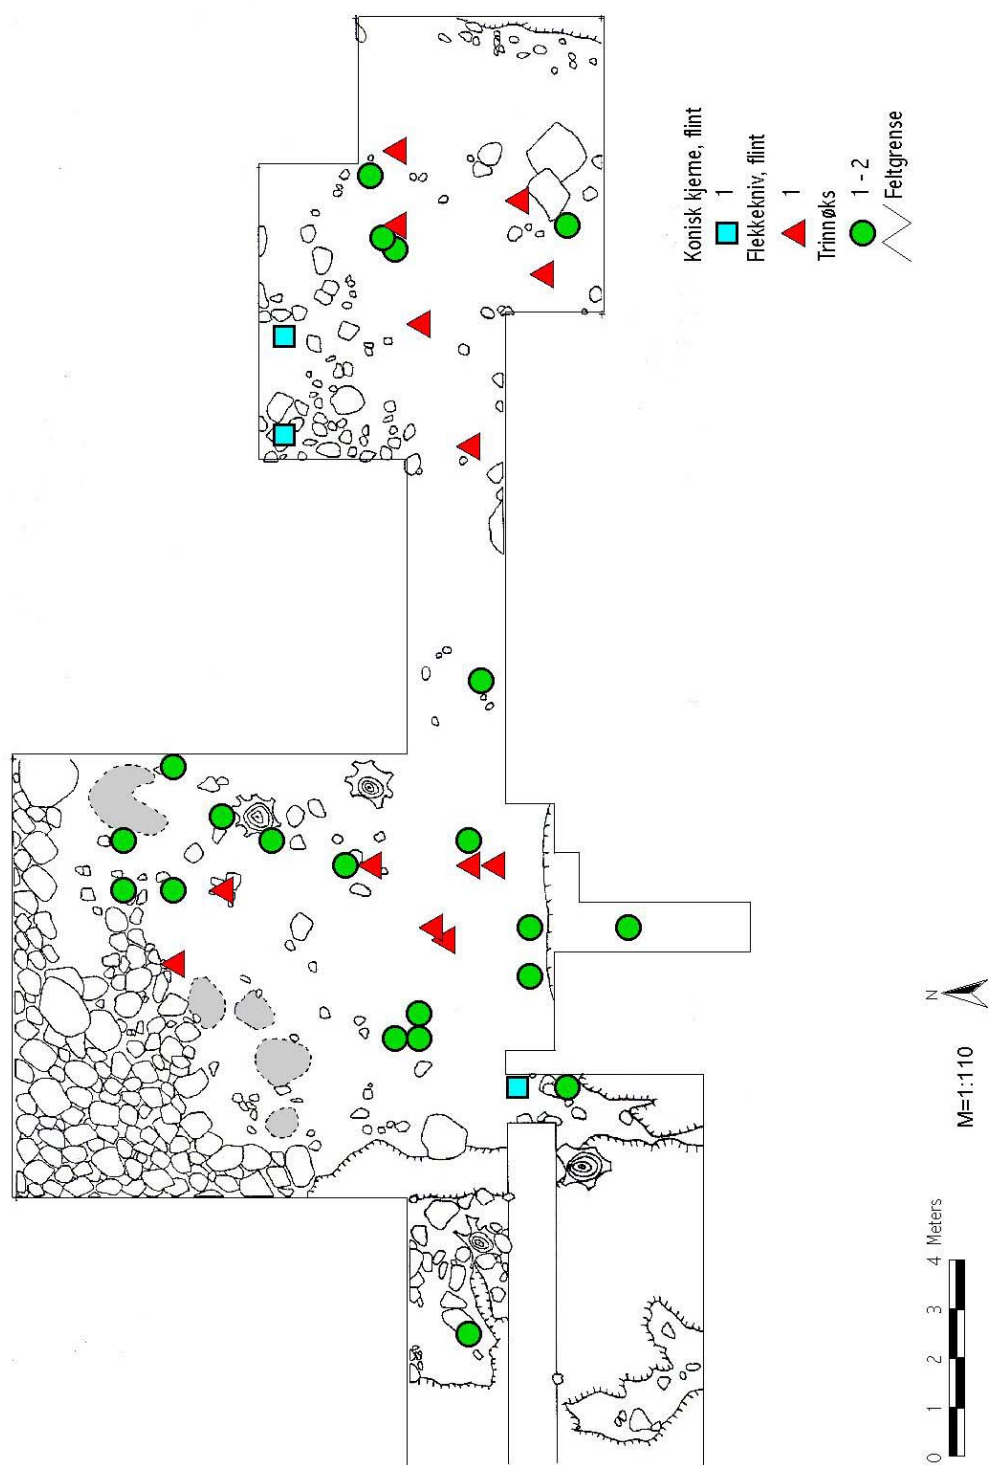 Konisk kjerne, flint
1
Flekkekniv, flint
1
Trinnøks
1 - 2
Feltgrense
N
M=1:110
0 1 2 3 4 Meters